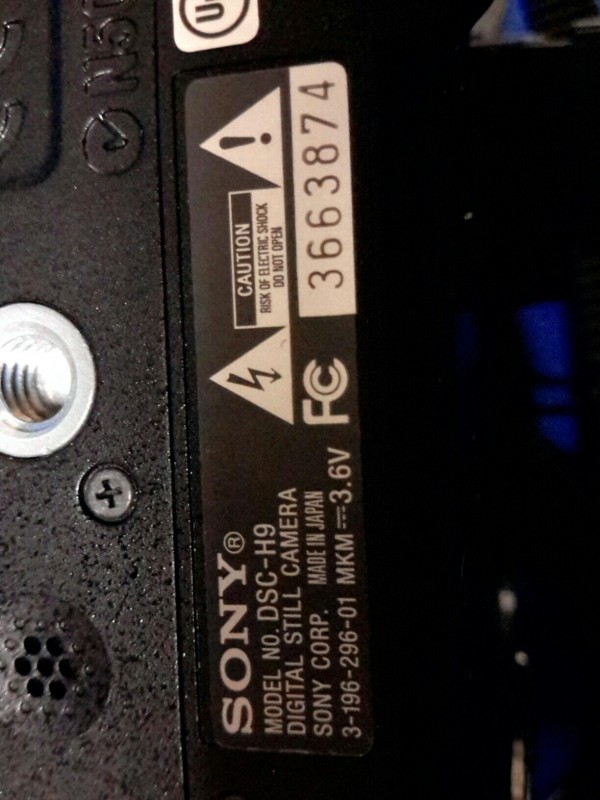 SONY®
MODEL NO. DSC-H9
DIGITAL STILL CAMERA
SONY CORP. MADE IN JAPAN
3-196-296-01 MKM ⎓3.6V
CAUTION
RISK OF ELECTRIC SHOCK
DO NOT OPEN
FC
3663874